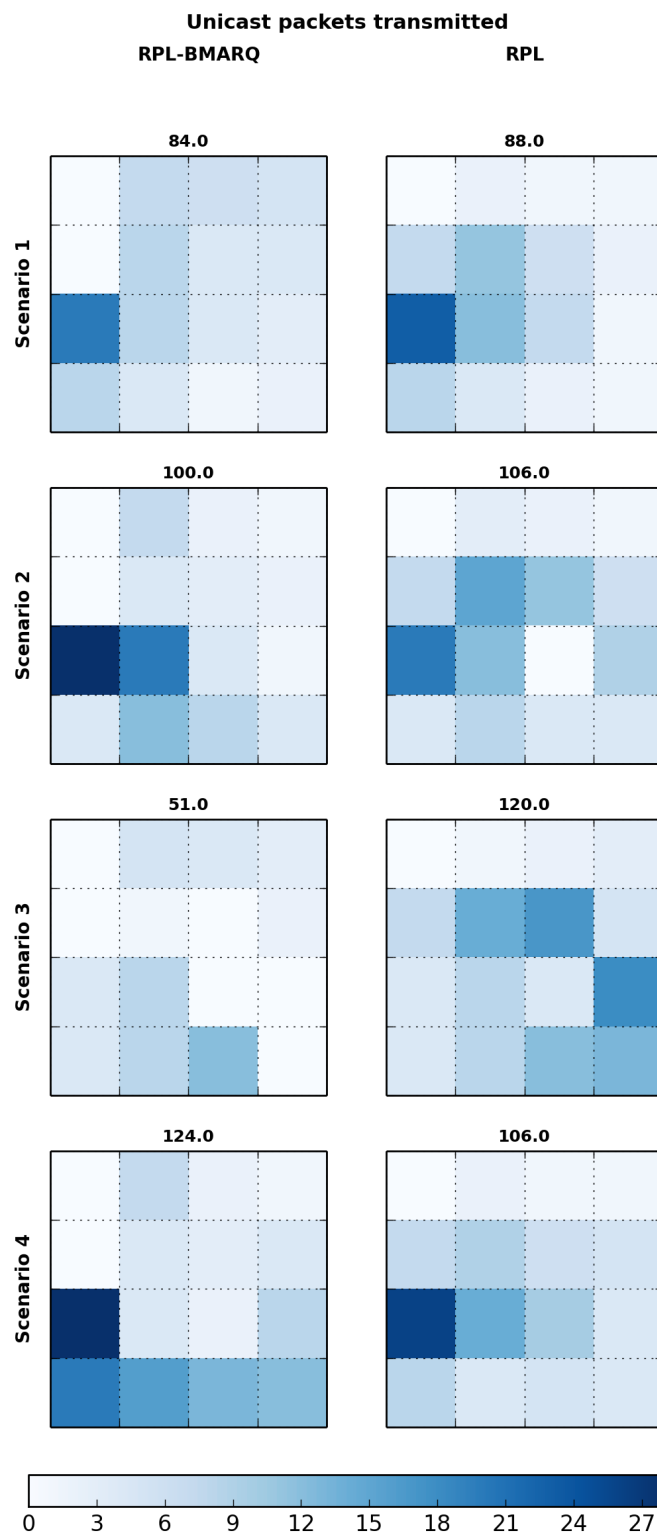 Unicast packets transmitted
RPL-BMARQ RPL
84.0 88.0
Scenario 1
100.0 106.0
Scenario 2
51.0 120.0
Scenario 3
124.0 106.0
Scenario 4
0 3 6 9 12 15 18 21 24 27